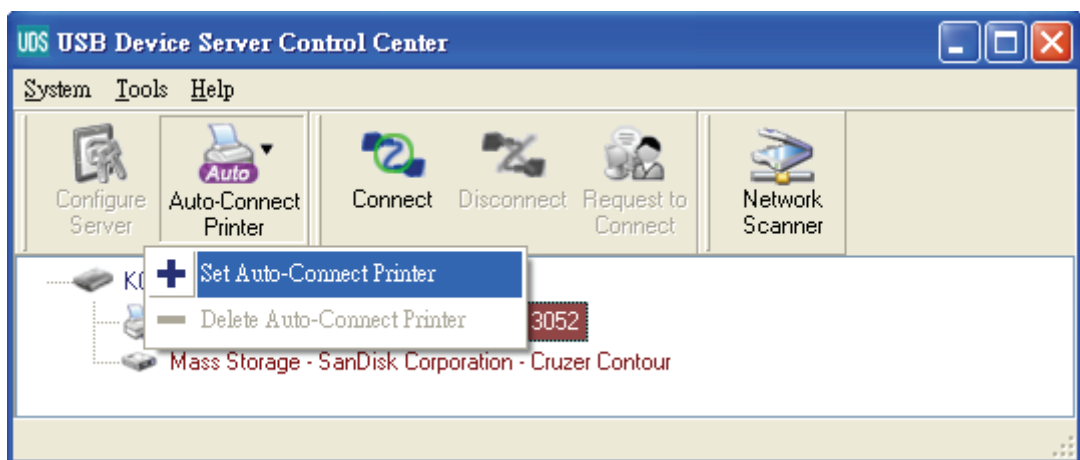 UDS USB Device Server Control Center
System Tools Help
Auto
Configure Server
Auto-Connect Printer
Connect
Disconnect
Request to Connect
Network Scanner
Set Auto-Connect Printer
Delete Auto-Connect Printer
3052
Mass Storage - SanDisk Corporation - Cruzer Contour